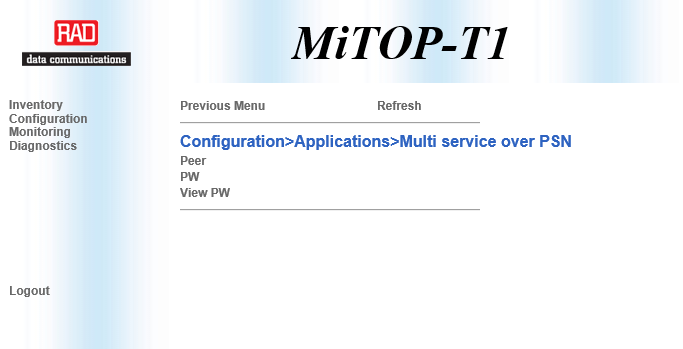 RAD
data communications
MiTOP-T1
Inventory
Configuration
Monitoring
Diagnostics
Logout
Previous Menu Refresh
Configuration>Applications>Multi service over PSN
Peer
PW
View PW